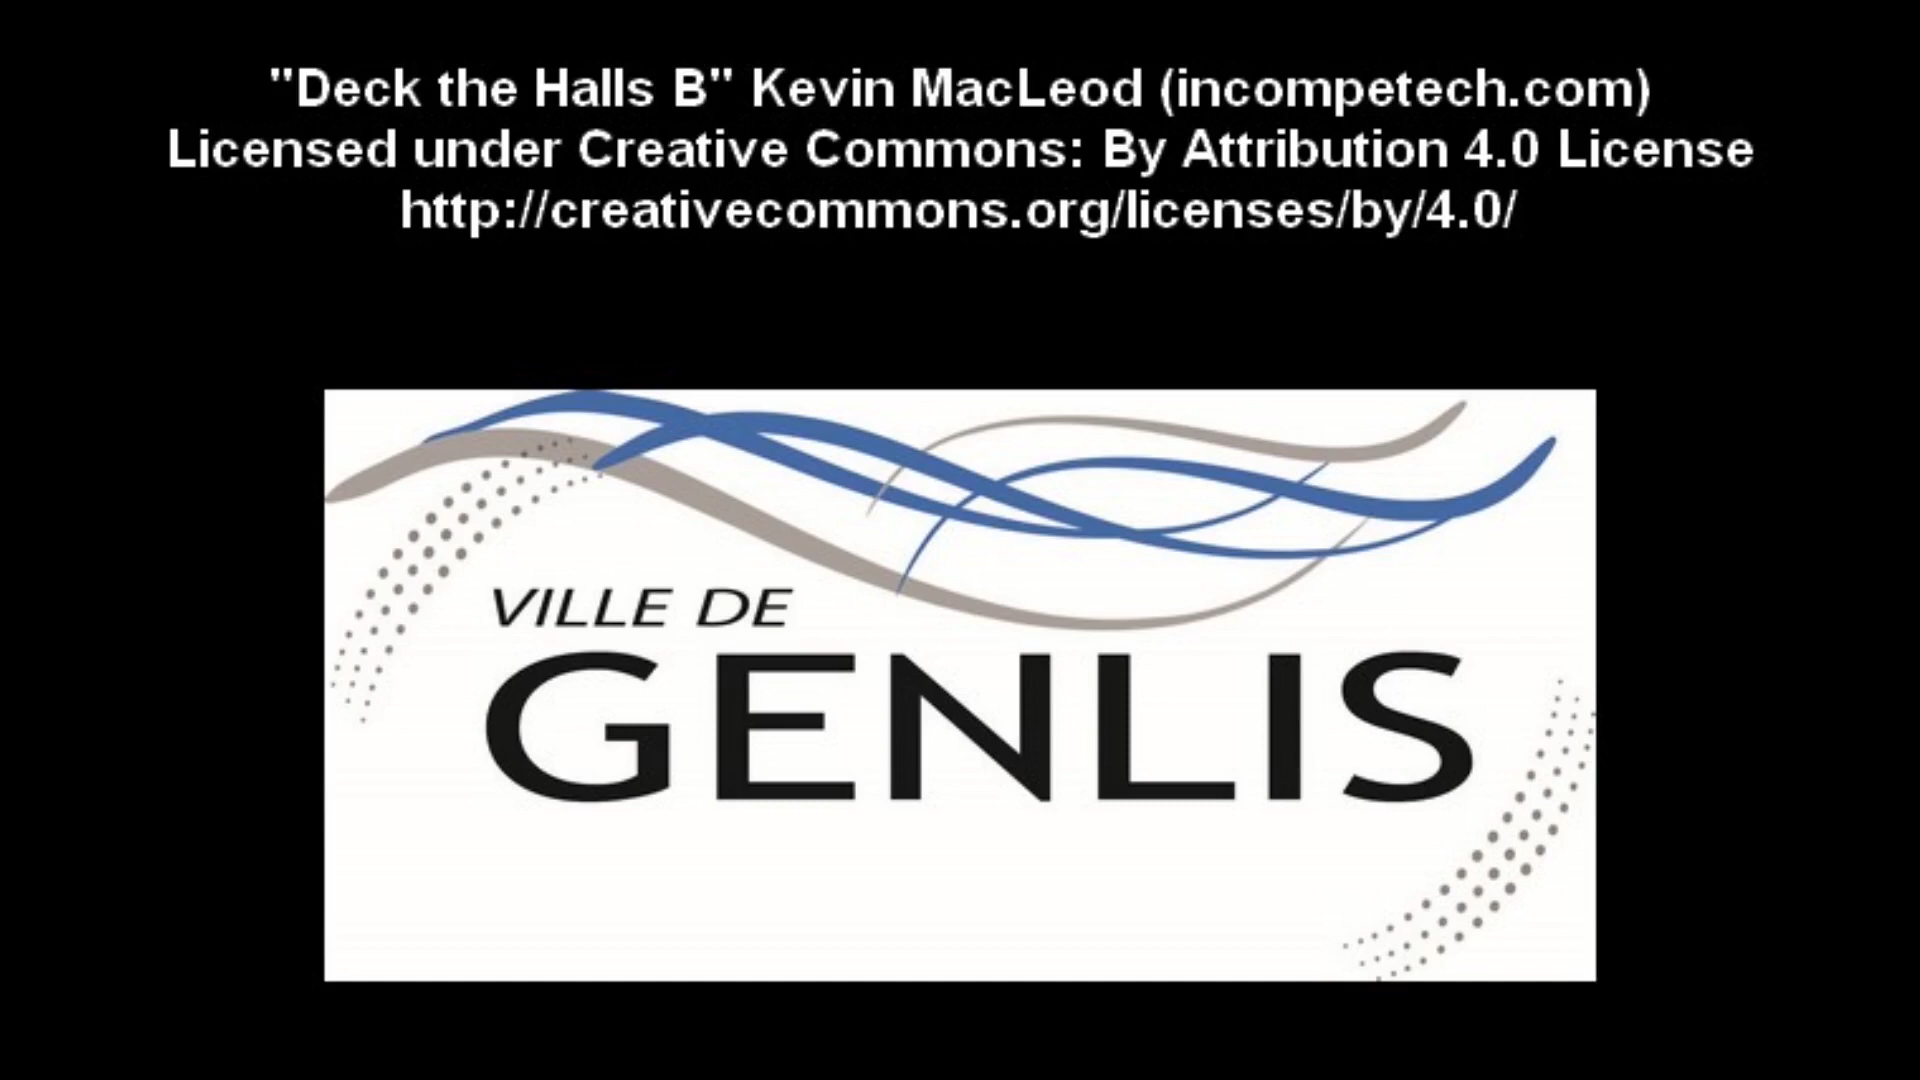 "Deck the Halls B" Kevin MacLeod (incompetech.com)
Licensed under Creative Commons: By Attribution 4.0 License
http://creativecommons.org/licenses/by/4.0/
VILLE DE
GENLIS